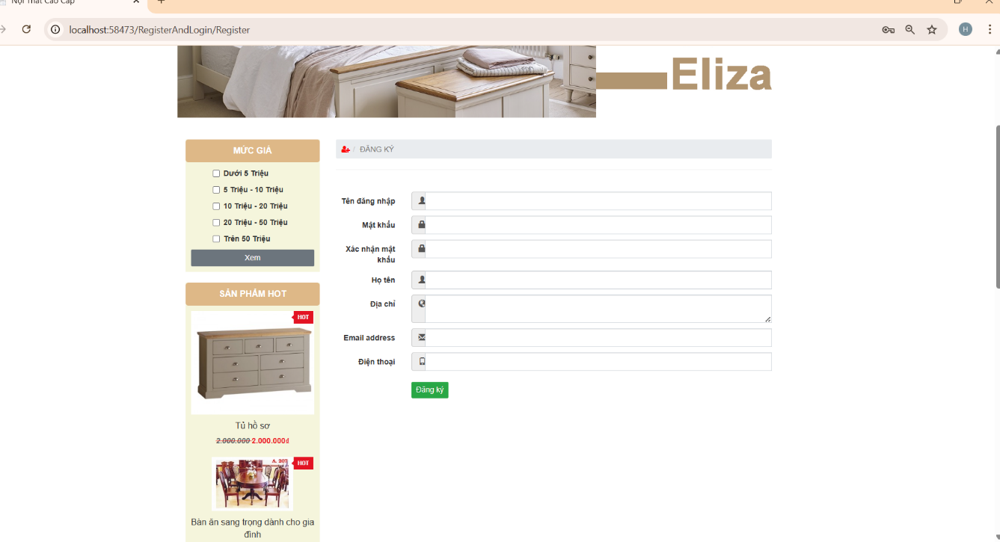 Nội Thất Cao Cấp
localhost:58473/RegisterAndLogin/Register
H
Eliza
MỨC GIÁ
Dưới 5 Triệu
5 Triệu - 10 Triệu
10 Triệu - 20 Triệu
20 Triệu - 50 Triệu
Trên 50 Triệu
Xem
SẢN PHẨM HOT
HOT
Tủ hồ sơ
2.000.000 2.000.000đ
A. 207
HOT
Bàn ăn sang trọng dành cho gia
đình
/ ĐĂNG KÝ
Tên đăng nhập
Mật khẩu
Xác nhận mật
khẩu
Họ tên
Địa chỉ
Email address
Điện thoại
Đăng ký